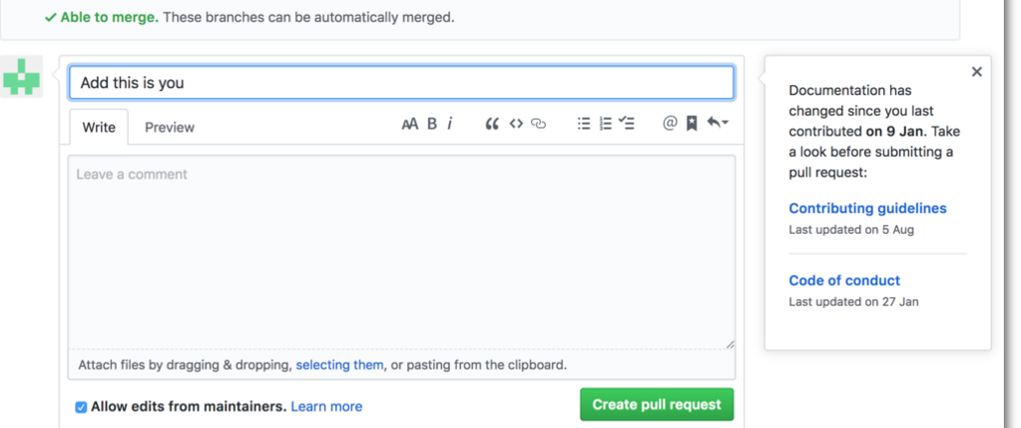 ✓ Able to merge. These branches can be automatically merged.
Add this is you
Write Preview
AA B i “ <> @
Leave a comment
Attach files by dragging & dropping, selecting them, or pasting from the clipboard.
Allow edits from maintainers. Learn more
Create pull request
×
Documentation has
changed since you last
contributed on 9 Jan. Take
a look before submitting a
pull request:
Contributing guidelines
Last updated on 5 Aug
Code of conduct
Last updated on 27 Jan